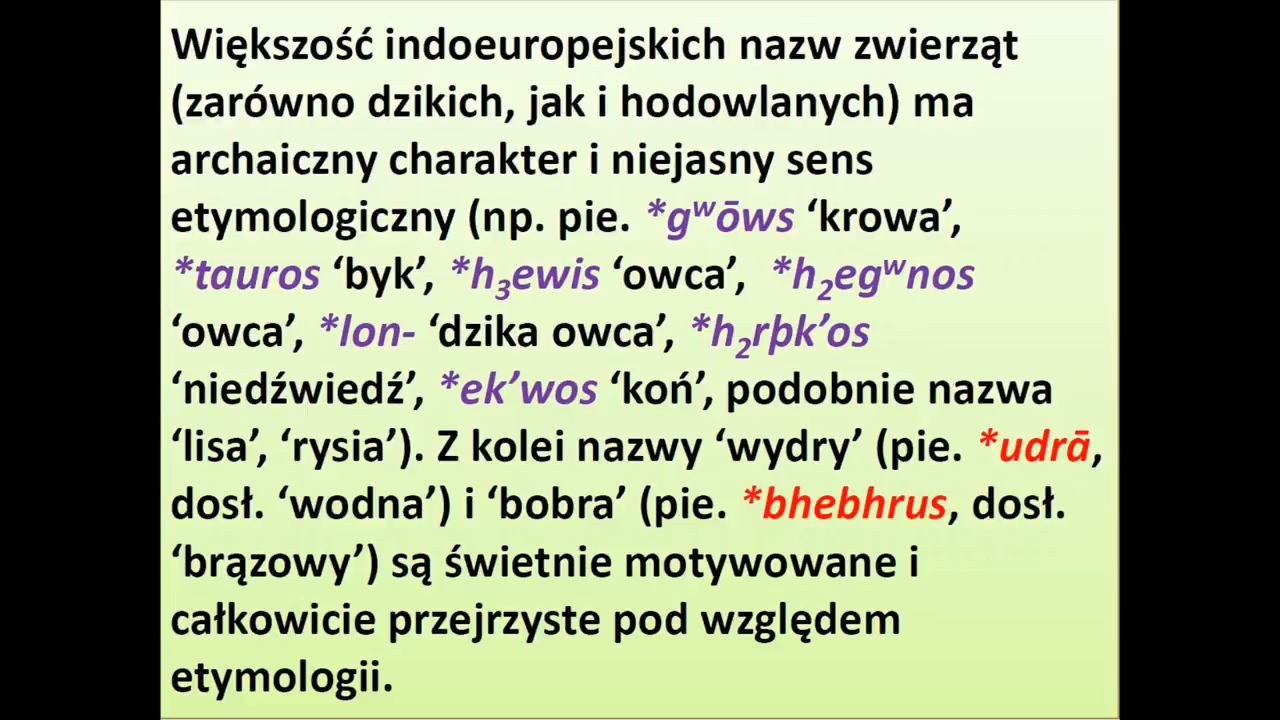 Większość indoeuropejskich nazw zwierząt
(zarówno dzikich, jak i hodowlanych) ma
archaiczny charakter i niejasny sens
etymologiczny (np. pie. *gʷōws ‘krowa’,
*tauros ‘byk’, *h₃ewis ‘owca’, *h₂egʷnos
‘owca’, *lon- ‘dzika owca’, *h₂rþk’os
‘niedźwiedź’, *ek’wos ‘koń’, podobnie nazwa
‘lisa’, ‘rysia’). Z kolei nazwy ‘wydry’ (pie. *udrā,
dosł. ‘wodna’) i ‘bobra’ (pie. *bhebhrus, dosł.
‘brązowy’) są świetnie motywowane i
całkowicie przejrzyste pod względem
etymologii.